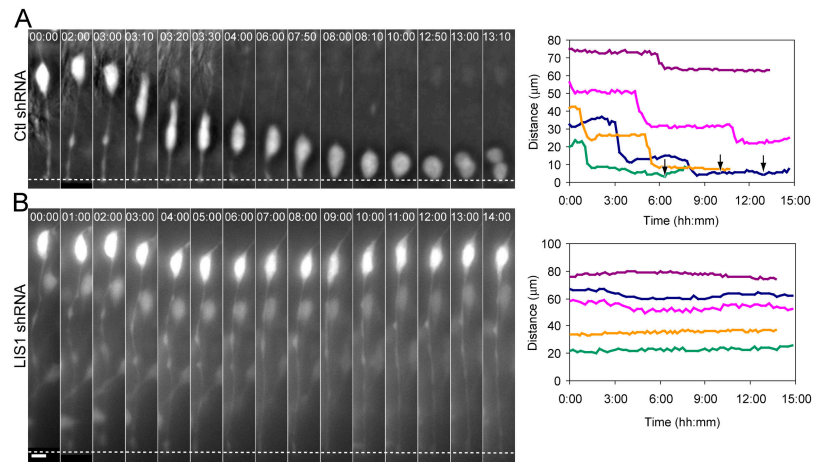 A
00:00 02:00 03:00 03:10 03:20 03:30 04:00 06:00 07:50 08:00 08:10 10:00 12:50 13:00 13:10
Ctl shRNA
80
70
60
50
40
30
20
10
0
Distance (µm)
0:00 3:00 6:00 9:00 12:00 15:00
Time (hh:mm)
B
00:00 01:00 02:00 03:00 04:00 05:00 06:00 07:00 08:00 09:00 10:00 11:00 12:00 13:00 14:00
LIS1 shRNA
100
80
60
40
20
0
Distance (µm)
0:00 3:00 6:00 9:00 12:00 15:00
Time (hh:mm)